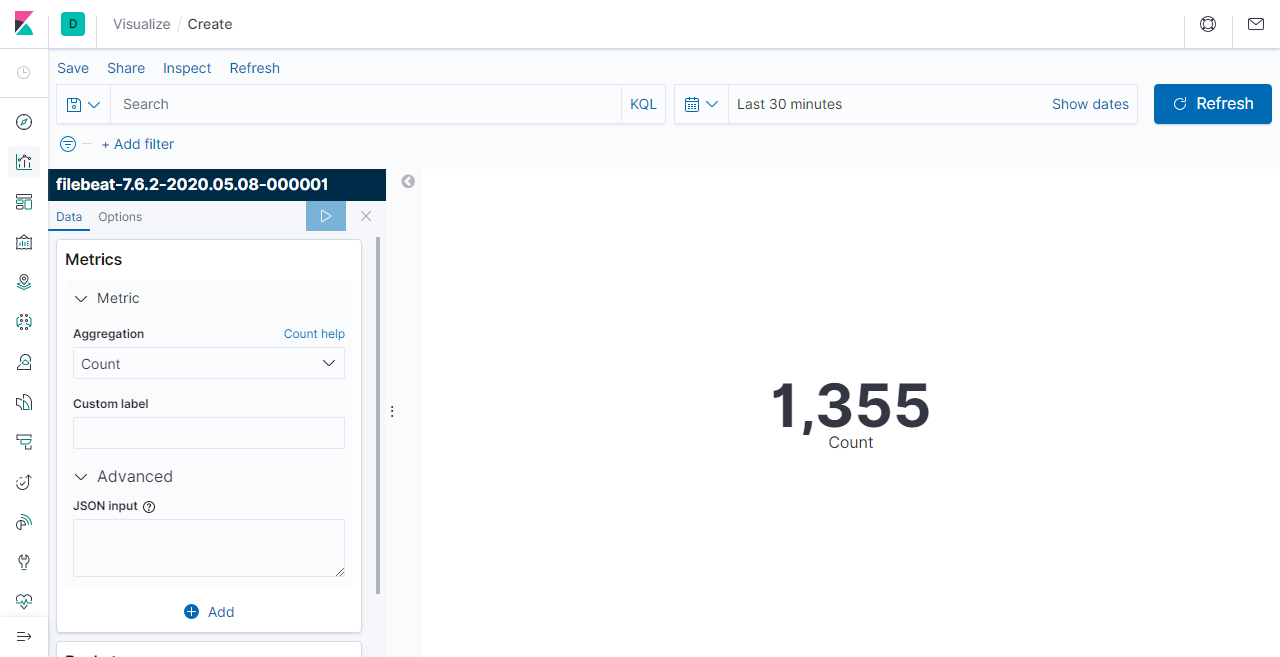 D Visualize / Create
Save Share Inspect Refresh
Search KQL Last 30 minutes Show dates Refresh
+ Add filter
filebeat-7.6.2-2020.05.08-000001
Data Options
Metrics
Metric
Aggregation Count help
Count
Custom label
Advanced
JSON input
Add
1,355
Count